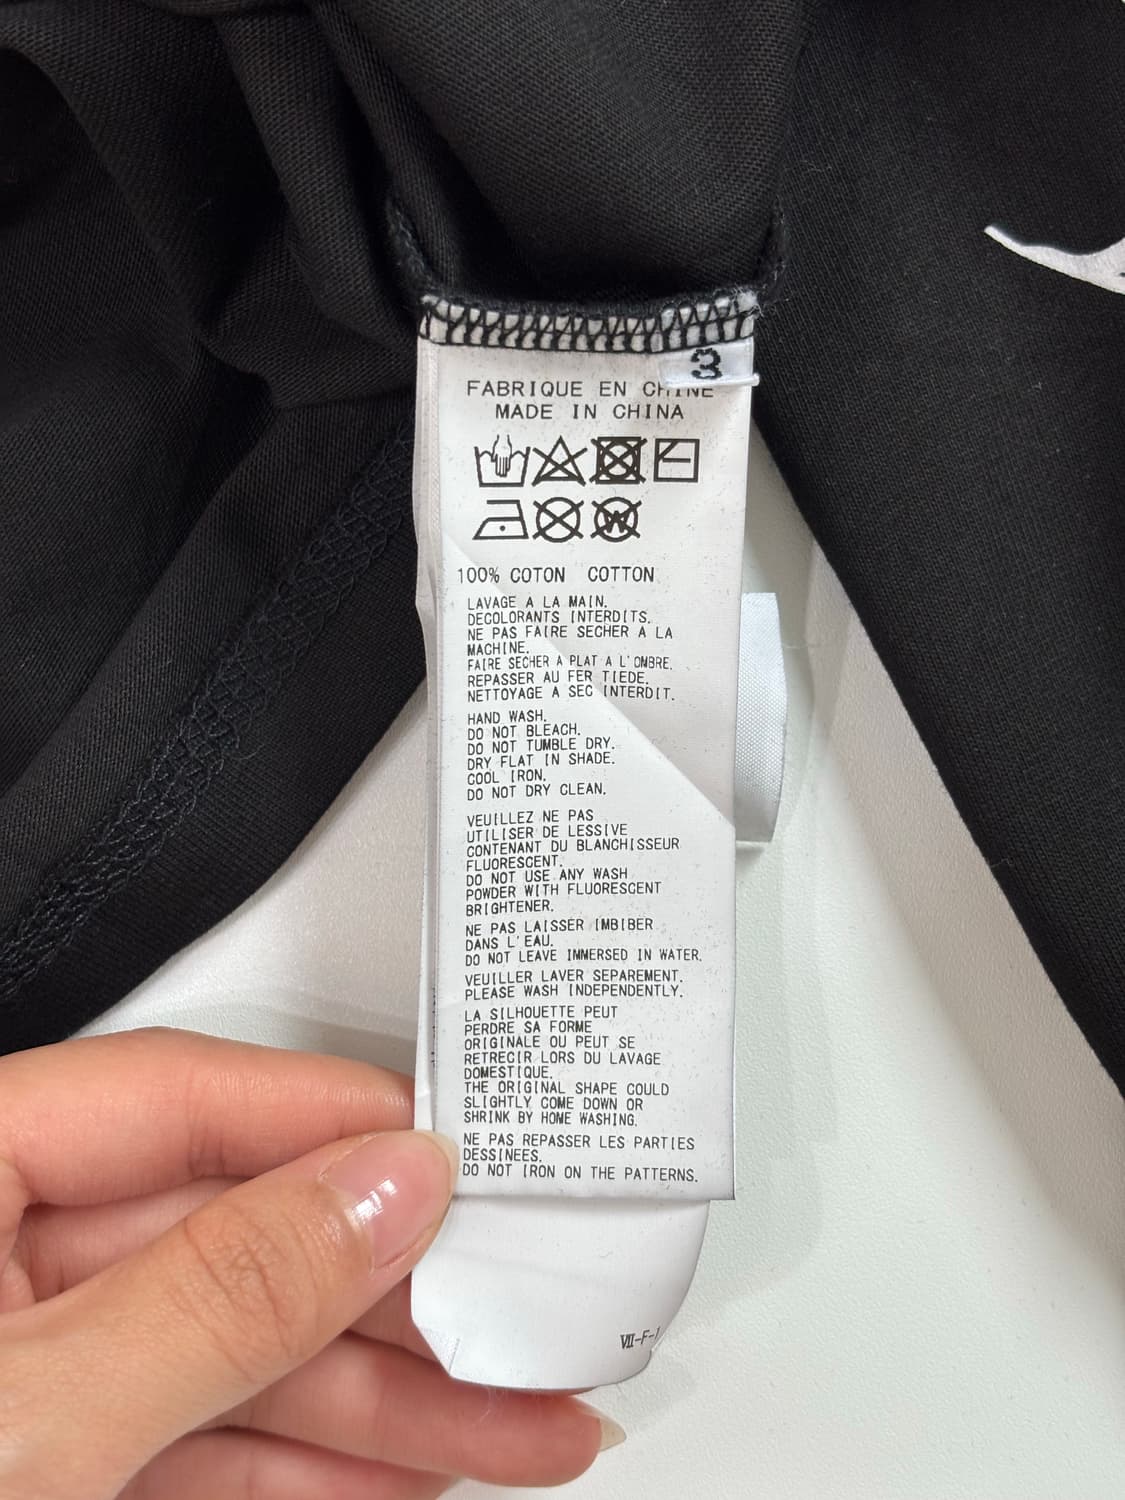 3
FABRIQUE EN CHINE
MADE IN CHINA
W
100% COTON COTTON
LAVAGE A LA MAIN.
DECOLORANTS INTERDITS.
NE PAS FAIRE SECHER A LA
MACHINE.
FAIRE SECHER A PLAT A L'OMBRE.
REPASSER AU FER TIEDE.
NETTOYAGE A SEC INTERDIT.
HAND WASH.
DO NOT BLEACH.
DO NOT TUMBLE DRY.
DRY FLAT IN SHADE.
COOL IRON.
DO NOT DRY CLEAN.
VEUILLEZ NE PAS
UTILISER DE LESSIVE
CONTENANT DU BLANCHISSEUR
FLUORESCENT.
DO NOT USE ANY WASH
POWDER WITH FLUORESCENT
BRIGHTENER.
NE PAS LAISSER IMBIBER
DANS L'EAU.
DO NOT LEAVE IMMERSED IN WATER.
VEUILLER LAVER SEPAREMENT.
PLEASE WASH INDEPENDENTLY.
LA SILHOUETTE PEUT
PERDRE SA FORME
ORIGINALE OU PEUT SE
RETRECIR LORS DU LAVAGE
DOMESTIQUE.
THE ORIGINAL SHAPE COULD
SLIGHTLY COME DOWN OR
SHRINK BY HOME WASHING.
NE PAS REPASSER LES PARTIES
DESSINEES.
DO NOT IRON ON THE PATTERNS.
VII-F-1